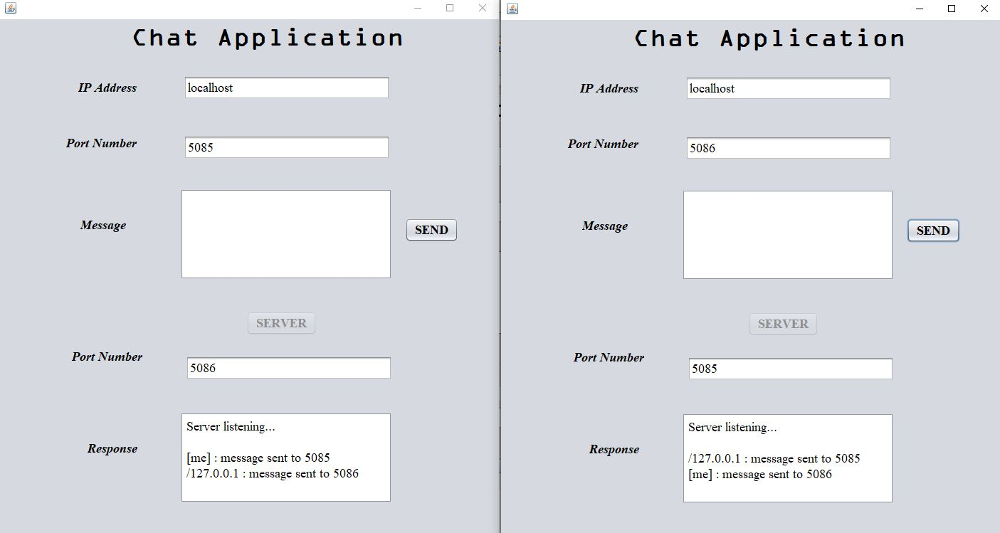 Chat Application
IP Address
localhost
Port Number
5085
Message
SEND
SERVER
Port Number
5086
Response
Server listening...
[me] : message sent to 5085
/127.0.0.1 : message sent to 5086
Chat Application
IP Address
localhost
Port Number
5086
Message
SEND
SERVER
Port Number
5085
Response
Server listening...
/127.0.0.1 : message sent to 5085
[me] : message sent to 5086